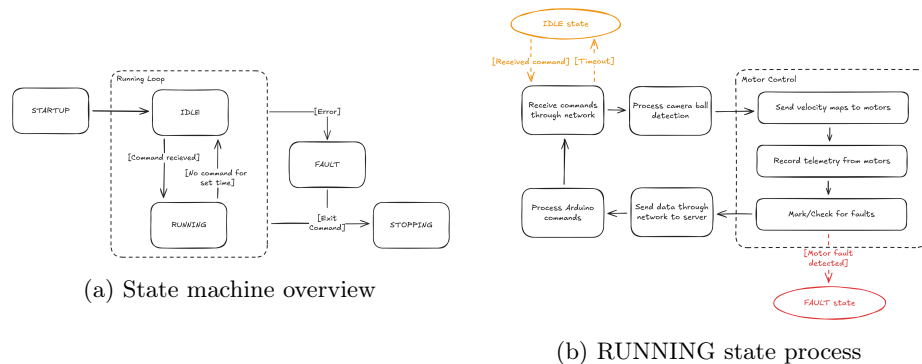 Running Loop
STARTUP
IDLE
[Error]
[Command recieved]
[No command for
set time]
FAULT
RUNNING
[Exit
Command]
STOPPING
(a) State machine overview
IDLE state
[Received command]
[Timeout]
Motor Control
Receive commands
through network
Process camera ball
detection
Send velocity maps to motors
Record telemetry from motors
Process Arduino
commands
Send data through
network to server
Mark/Check for faults
[Motor fault
detected]
FAULT state
(b) RUNNING state process